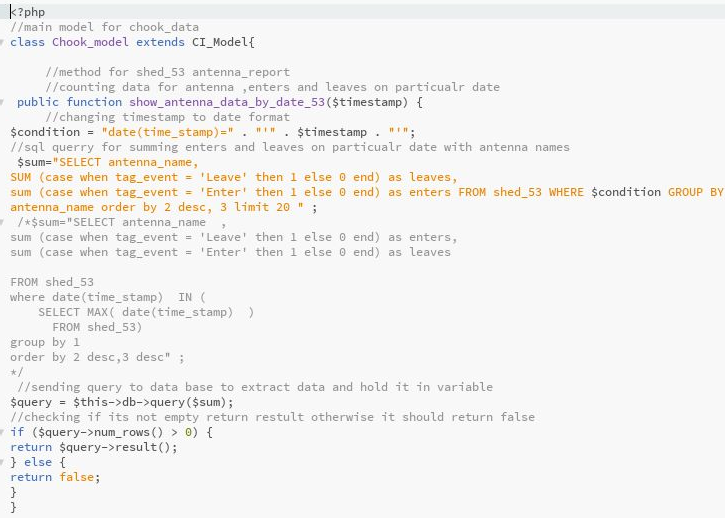 <?php
//main model for chook_data
class Chook_model extends CI_Model{
//method for shed_53 antenna_report
//counting data for antenna ,enters and leaves on particualr date
public function show_antenna_data_by_date_53($timestamp) {
//changing timestamp to date format
$condition = "date(time_stamp)=" . "'" . $timestamp . "'";
//sql querry for summing enters and leaves on particualr date with antenna names
$sum="SELECT antenna_name,
SUM (case when tag_event = 'Leave' then 1 else 0 end) as leaves,
sum (case when tag_event = 'Enter' then 1 else 0 end) as enters FROM shed_53 WHERE $condition GROUP BY
antenna_name order by 2 desc, 3 limit 20 " ;
/*$sum="SELECT antenna_name  ,
sum (case when tag_event = 'Leave' then 1 else 0 end) as enters,
sum (case when tag_event = 'Enter' then 1 else 0 end) as leaves
FROM shed_53
where date(time_stamp)  IN (
SELECT MAX( date(time_stamp)  )
FROM shed_53)
group by 1
order by 2 desc,3 desc" ;
*/
//sending query to data base to extract data and hold it in variable
$query = $this->db->query($sum);
//checking if its not empty return restult otherwise it should return false
if ($query->num_rows() > 0) {
return $query->result();
} else {
return false;
}
}